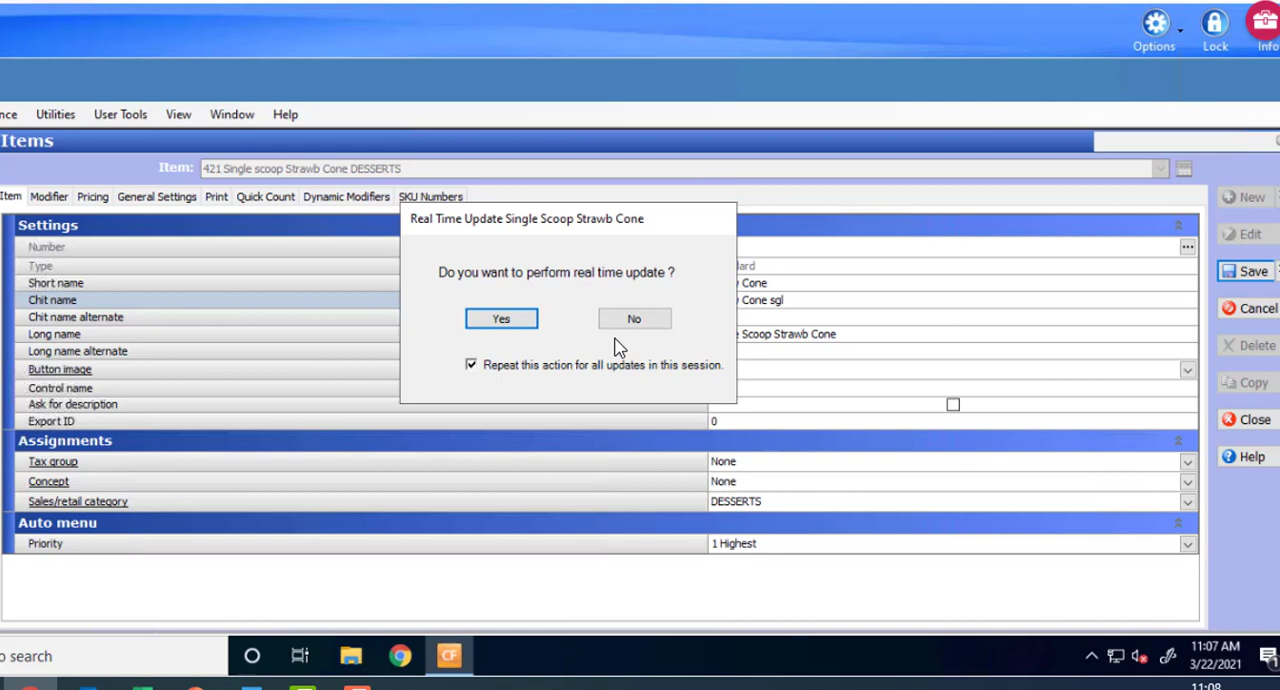 Options Lock Info
nce Utilities User Tools View Window Help
Items
Item: 421 Single scoop Strawb Cone DESSERTS
Item Modifier Pricing General Settings Print Quick Count Dynamic Modifiers SKU Numbers
New
Real Time Update Single Scoop Strawb Cone
Settings
Number
Edit
Type dard
Do you want to perform real time update ?
Save
Short name Cone
Chit name Cone sgl
Cancel
Chit name alternate
Yes No
Long name Scoop Strawb Cone
Delete
Long name alternate
Button image
Repeat this action for all updates in this session.
Copy
Control name
Ask for description
Export ID 0
Close
Assignments
Help
Tax group None
Concept None
Sales/retail category DESSERTS
Auto menu
Priority 1 Highest
o search
CF
11:07 AM
3/22/2021
1
11:08